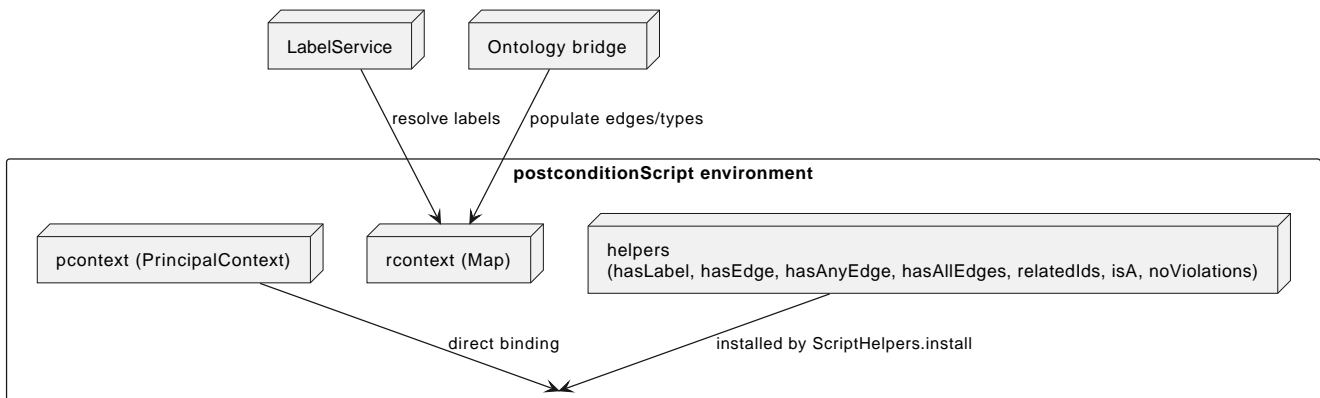 LabelService
Ontology bridge
resolve labels
populate edges/types
postconditionScript environment
pcontext (PrincipalContext)
rcontext (Map)
helpers
(hasLabel, hasEdge, hasAnyEdge, hasAllEdges, relatedIds, isA, noViolations)
direct binding
installed by ScriptHelpers.install